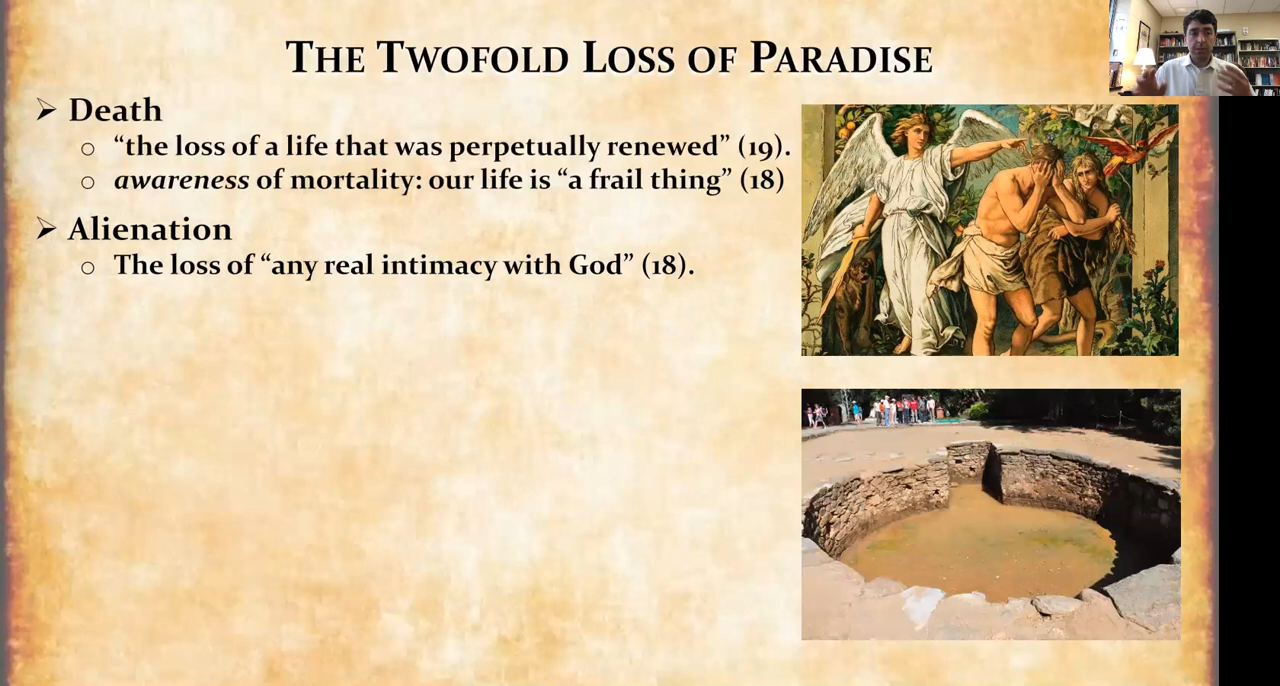 THE TWOFOLD LOSS OF PARADISE
➢ Death
○ “the loss of a life that was perpetually renewed” (19).
○ awareness of mortality: our life is “a frail thing” (18)
➢ Alienation
○ The loss of “any real intimacy with God” (18).